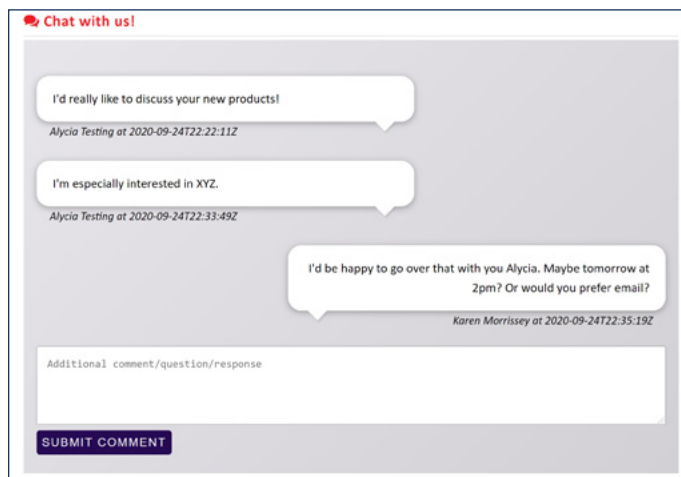 Chat with us!
I'd really like to discuss your new products!
Alycia Testing at 2020-09-24T22:22:11Z
I'm especially interested in XYZ.
Alycia Testing at 2020-09-24T22:33:49Z
I'd be happy to go over that with you Alycia. Maybe tomorrow at
2pm? Or would you prefer email?
Karen Morrissey at 2020-09-24T22:35:19Z
Additional comment/question/response
SUBMIT COMMENT